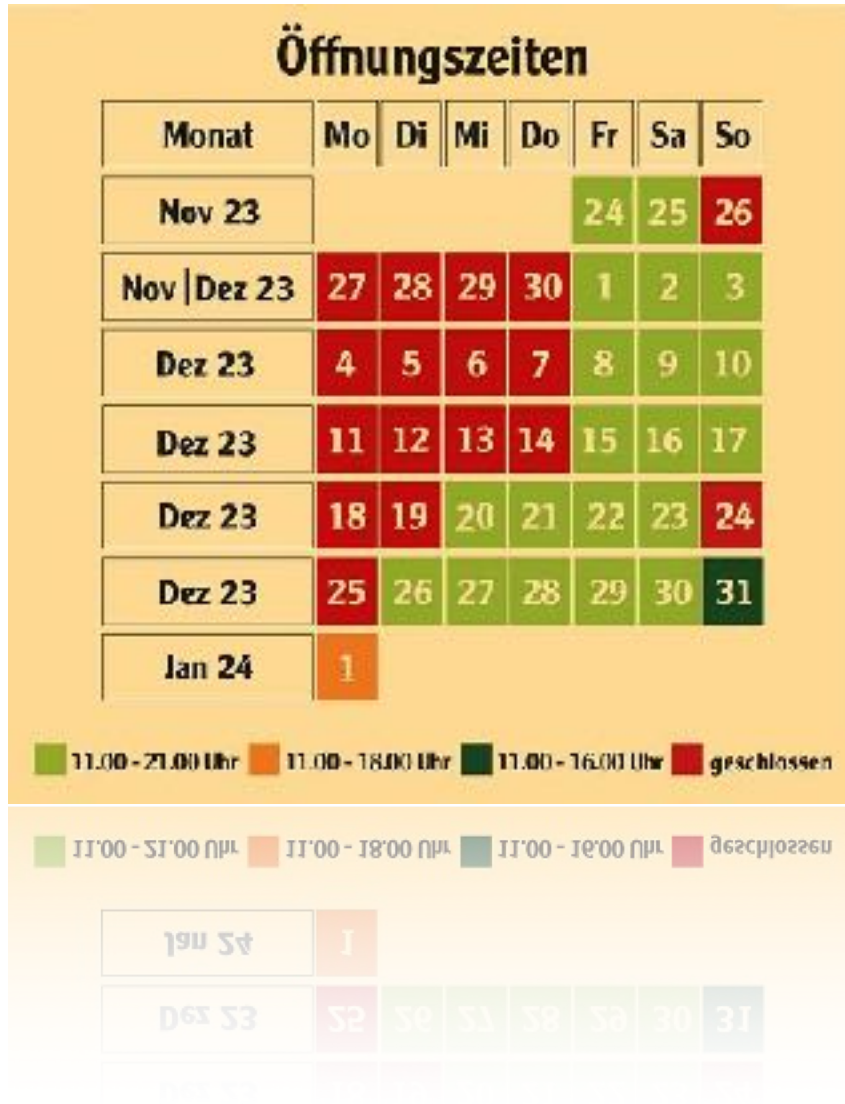 Öffnungszeiten
Monat Mo Di Mi Do Fr Sa So
Nov 23 24 25 26
Nov|Dez 23 27 28 29 30 1 2 3
Dez 23 4 5 6 7 8 9 10
Dez 23 11 12 13 14 15 16 17
Dez 23 18 19 20 21 22 23 24
Dez 23 25 26 27 28 29 30 31
Jan 24 1
11.00 - 21.00 Uhr 11.00 - 18.00 Uhr 11.00 - 16.00 Uhr geschlossen